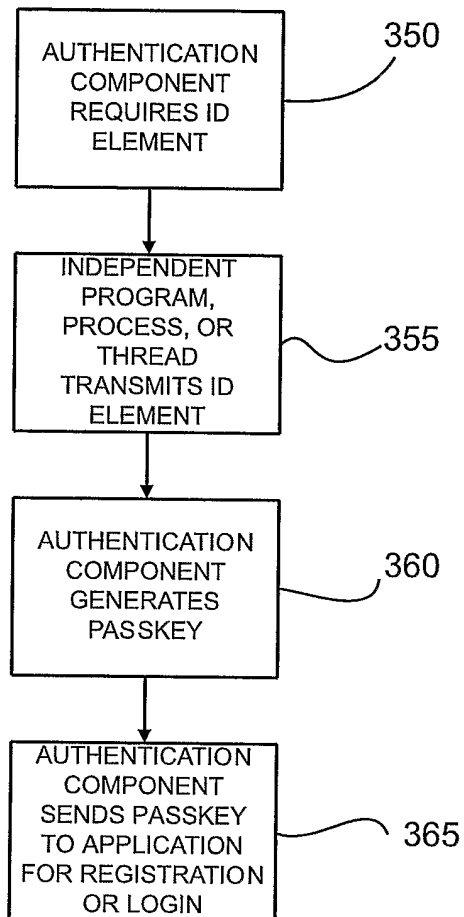 AUTHENTICATION
COMPONENT
REQUIRES ID
ELEMENT
350
INDEPENDENT
PROGRAM,
PROCESS, OR
THREAD
TRANSMITS ID
ELEMENT
355
AUTHENTICATION
COMPONENT
GENERATES
PASSKEY
360
AUTHENTICATION
COMPONENT
SENDS PASSKEY
TO APPLICATION
FOR REGISTRATION
OR LOGIN
365